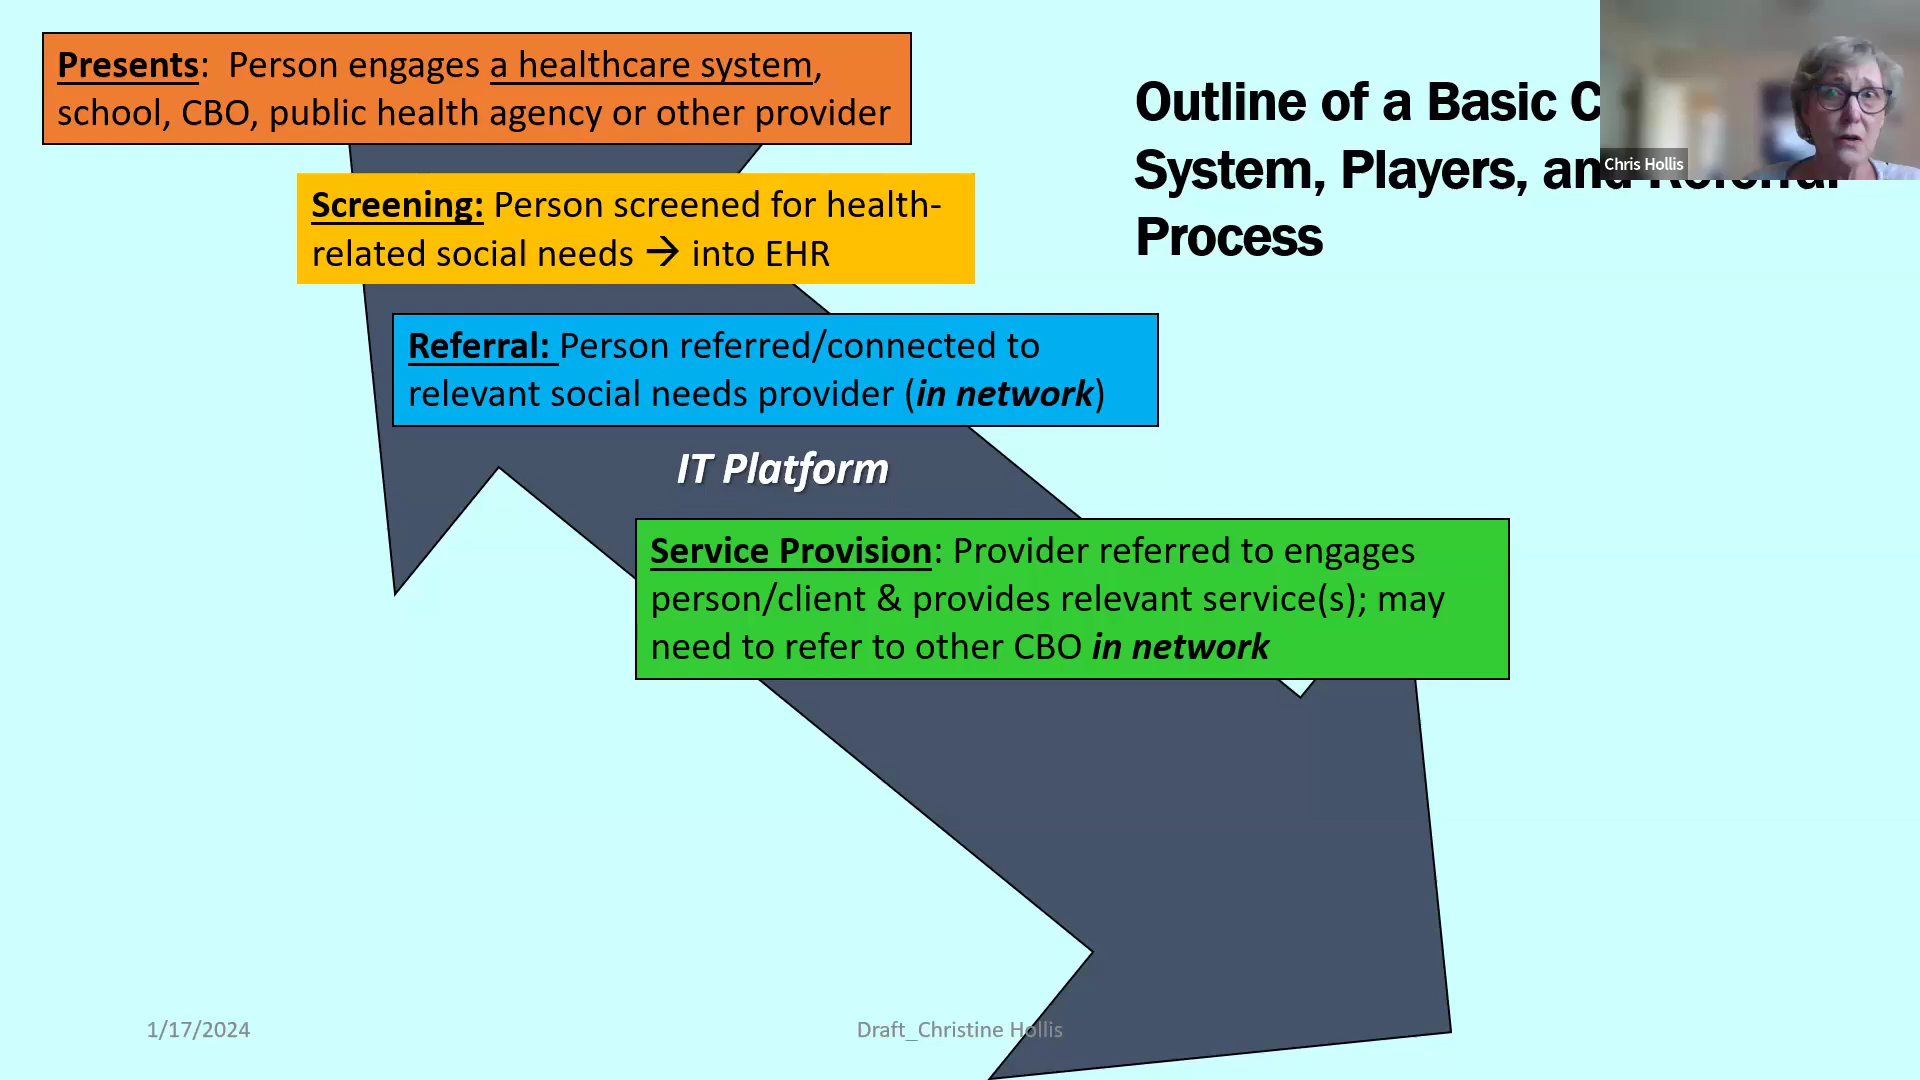 Presents:  Person engages a healthcare system,
school, CBO, public health agency or other provider
Outline of a Basic
System, Players, and Referral
Process
Chris Hollis
Screening: Person screened for health-
related social needs → into EHR
Referral: Person referred/connected to
relevant social needs provider (in network)
IT Platform
Service Provision: Provider referred to engages
person/client & provides relevant service(s); may
need to refer to other CBO in network
1/17/2024
Draft_Christine Hollis